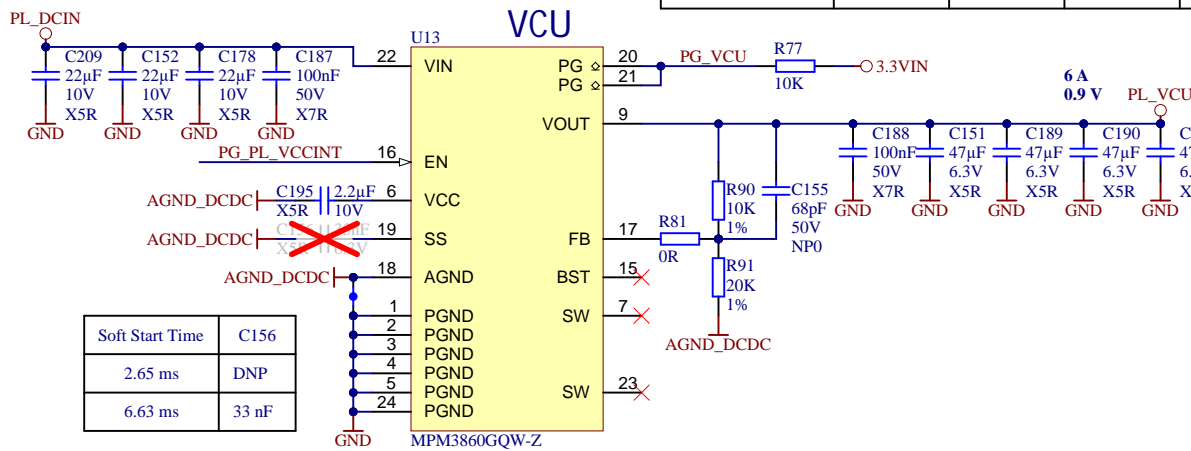 VCU
PL_DCIN
C209
22µF
10V
X5R
GND
C152
22µF
10V
X5R
GND
C178
22µF
10V
X5R
GND
C187
100nF
50V
X7R
GND
U13
22
VIN
PG_PL_VCCINT
16
EN
AGND_DCDC
C195
X5R
2.2µF
10V
6
VCC
AGND_DCDC
19
SS
AGND_DCDC
18
AGND
1
PGND
2
PGND
3
PGND
4
PGND
5
PGND
24
PGND
GND
MPM3860GQW-Z
PG
20
PG
21
PG_VCU
R77
10K
3.3VIN
VOUT
9
6 A
0.9 V
PL_VCU
FB
17
R81
0R
R90
10K
1%
C155
68pF
50V
NP0
R91
20K
1%
AGND_DCDC
BST
15
SW
7
SW
23
C188
100nF
50V
X7R
GND
C151
47µF
6.3V
X5R
GND
C189
47µF
6.3V
X5R
GND
C190
47µF
6.3V
X5R
GND
C
47
6.
X
GND
Soft Start Time C156
2.65 ms DNP
6.63 ms 33 nF